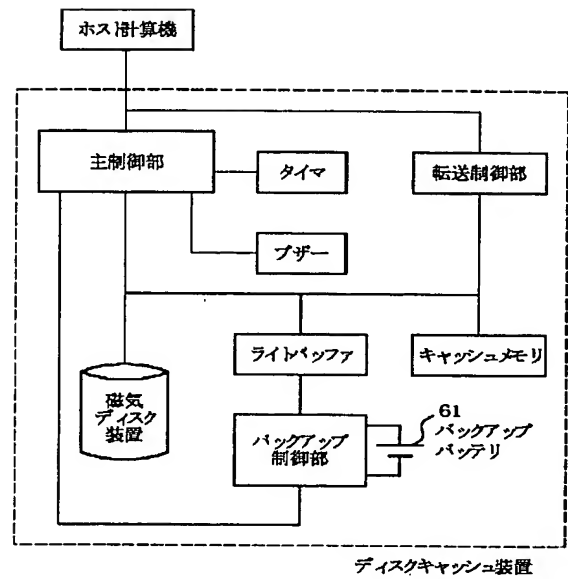 ホスト計算機
主制御部
タイマ
転送制御部
ブザー
ライトバッファ
キャッシュメモリ
磁気
ディスク
装置
バックアップ
制御部
61
バックアップ
バッテリ
ディスクキャッシュ装置